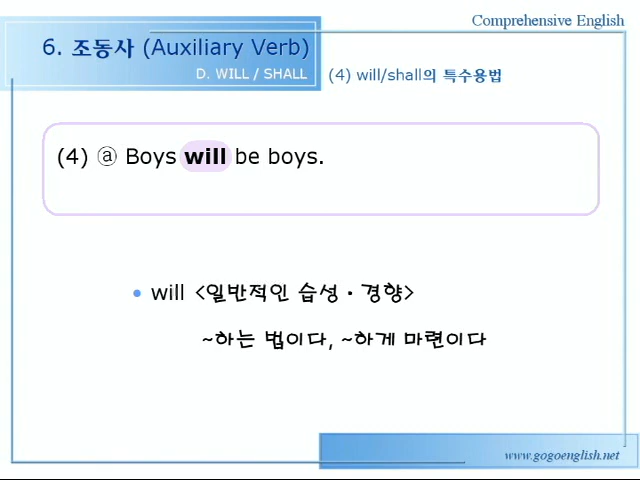 Comprehensive English
6. 조동사 (Auxiliary Verb)
D. WILL / SHALL
(4) will/shall의 특수용법
(4) ⓐ Boys will be boys.
• will <일반적인 습성·경향>
~하는 법이다, ~하게 마련이다
www.gogoenglish.net